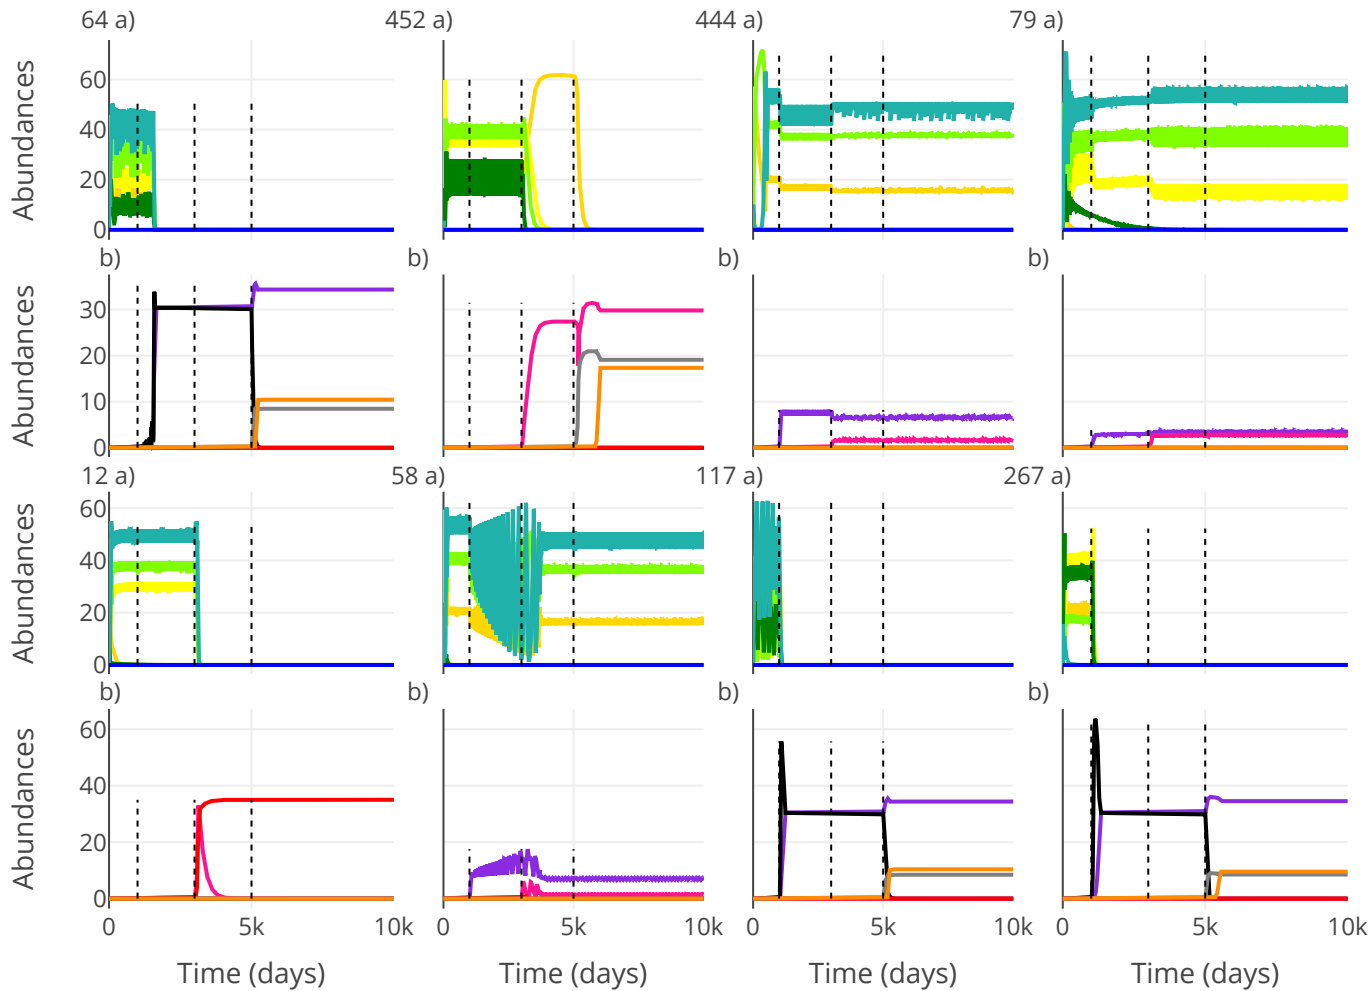 64 a) 452 a) 444 a) 79 a)
Abundances
60
40
20
0
b) b) b) b)
Abundances
30
20
10
0
12 a) 58 a) 117 a) 267 a)
Abundances
60
40
20
0
b) b) b) b)
Abundances
60
40
20
0
0 5k 10k 0 5k 10k 0 5k 10k 0 5k 10k
Time (days) Time (days) Time (days) Time (days)